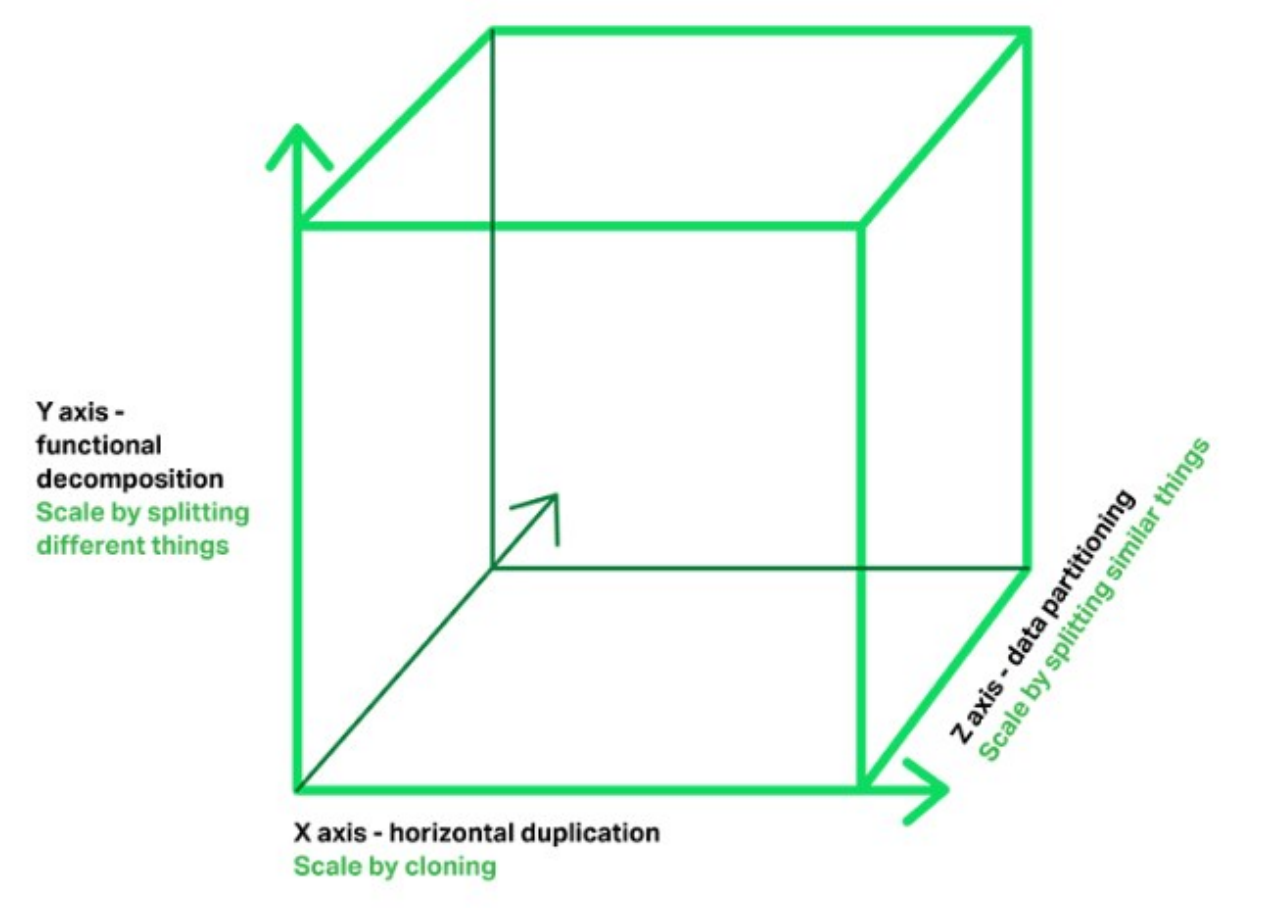 Y axis -
functional
decomposition
Scale by splitting
different things
Z axis - data partitioning
Scale by splitting similar things
X axis - horizontal duplication
Scale by cloning